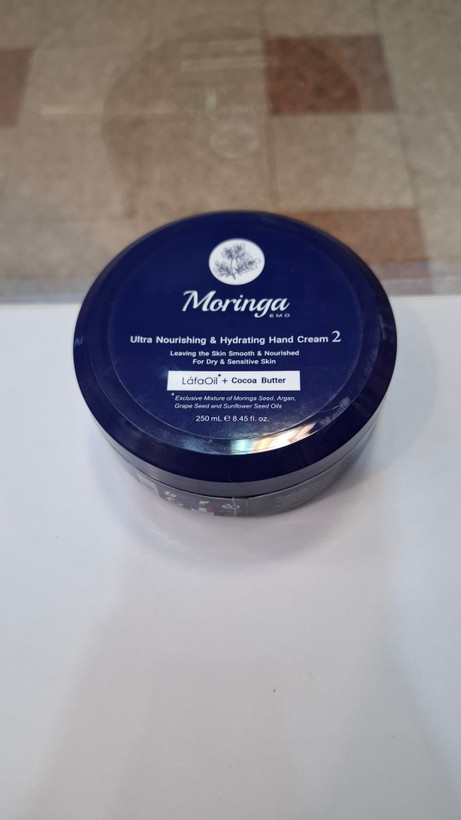 Moringa
EMO
Ultra Nourishing & Hydrating Hand Cream 2
Leaving the Skin Smooth & Nourished
For Dry & Sensitive Skin
LáfaOil* + Cocoa Butter
* Exclusive Mixture of Moringa Seed, Argan,
Grape Seed and Sunflower Seed Oils
250 mL ℮ 8.45 fl. oz.